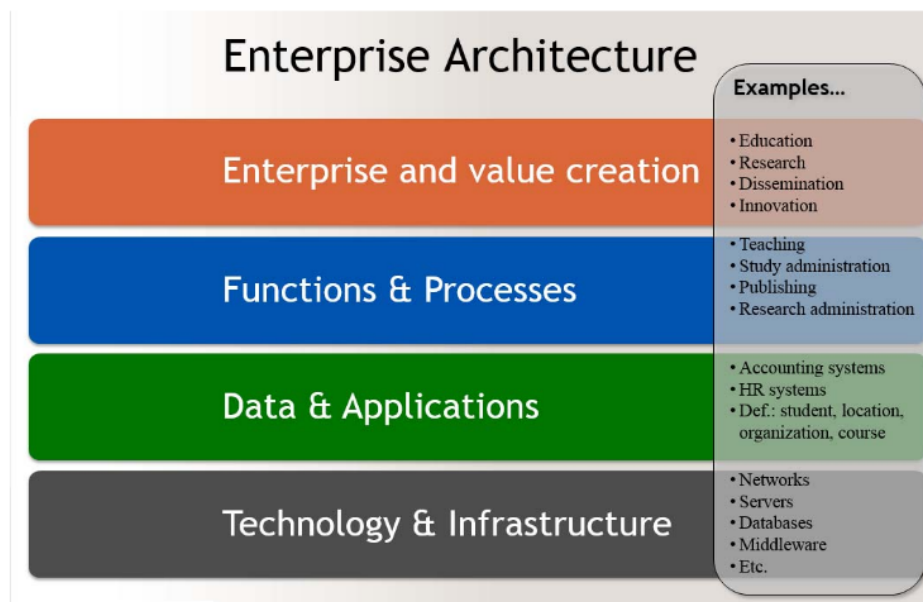 Enterprise Architecture
Examples...
Enterprise and value creation
• Education
• Research
• Dissemination
• Innovation
Functions & Processes
• Teaching
• Study administration
• Publishing
• Research administration
Data & Applications
• Accounting systems
• HR systems
• Def.: student, location,
organization, course
Technology & Infrastructure
• Networks
• Servers
• Databases
• Middleware
• Etc.